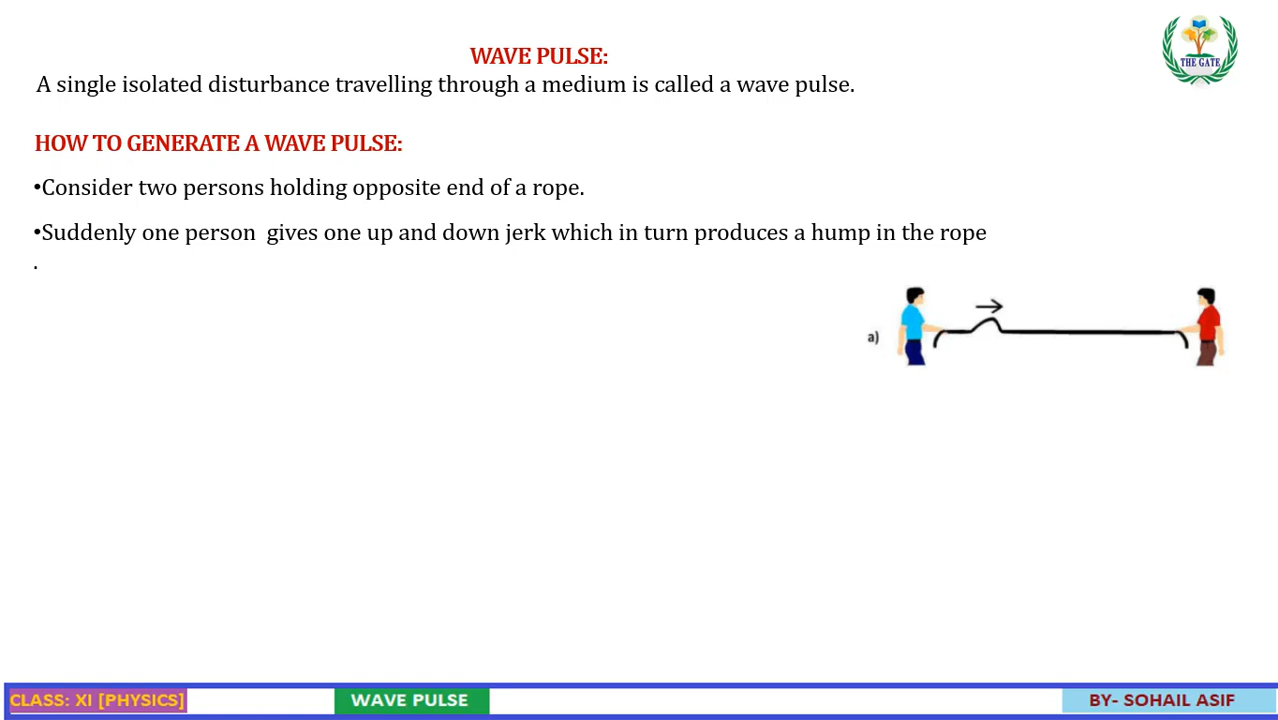 THE GATE
WAVE PULSE:
A single isolated disturbance travelling through a medium is called a wave pulse.
HOW TO GENERATE A WAVE PULSE:
•Consider two persons holding opposite end of a rope.
•Suddenly one person  gives one up and down jerk which in turn produces a hump in the rope
.
a)
CLASS: XI [PHYSICS]
WAVE PULSE
BY- SOHAIL ASIF